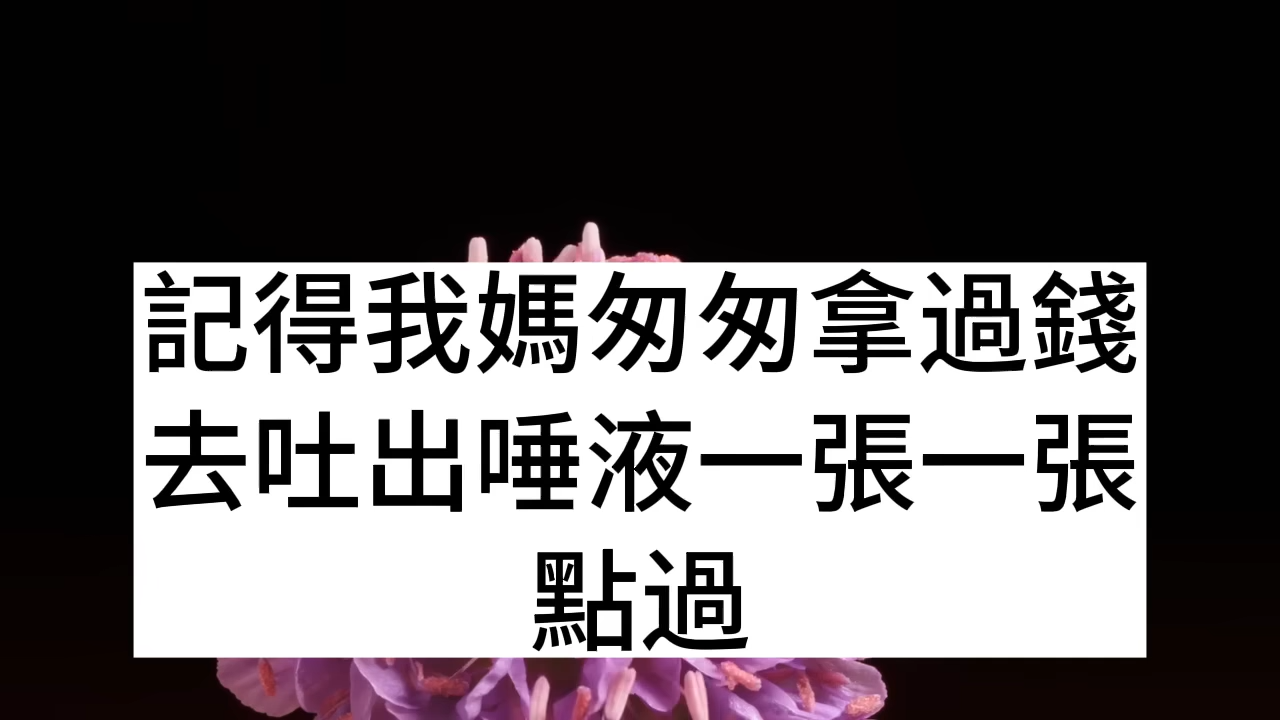 記得我媽匆匆拿過錢
去吐出唾液一張一張
點過